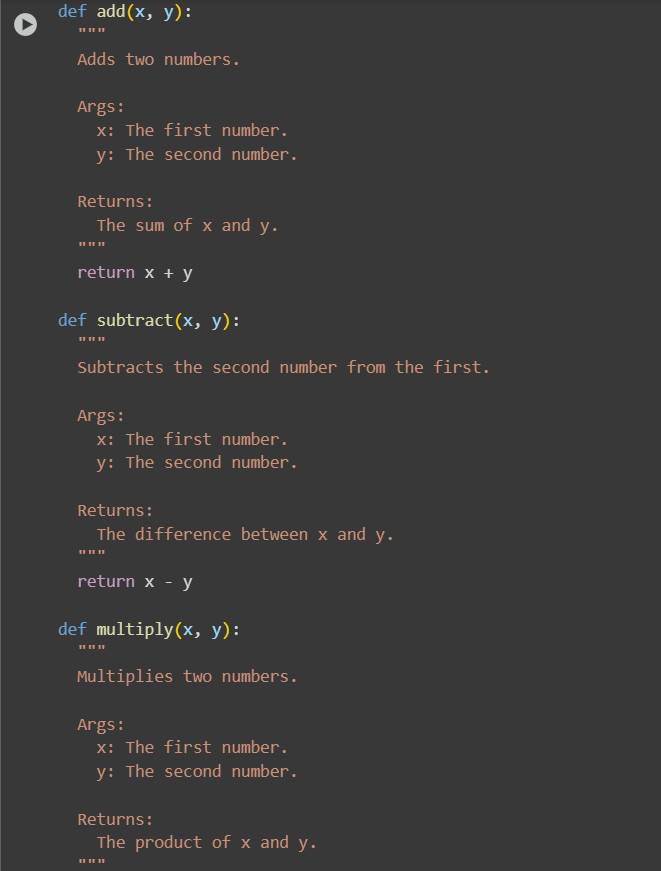 def add(x, y):
  """
  Adds two numbers.

  Args:
    x: The first number.
    y: The second number.

  Returns:
    The sum of x and y.
  """
  return x + y

def subtract(x, y):
  """
  Subtracts the second number from the first.

  Args:
    x: The first number.
    y: The second number.

  Returns:
    The difference between x and y.
  """
  return x - y

def multiply(x, y):
  """
  Multiplies two numbers.

  Args:
    x: The first number.
    y: The second number.

  Returns:
    The product of x and y.
  """